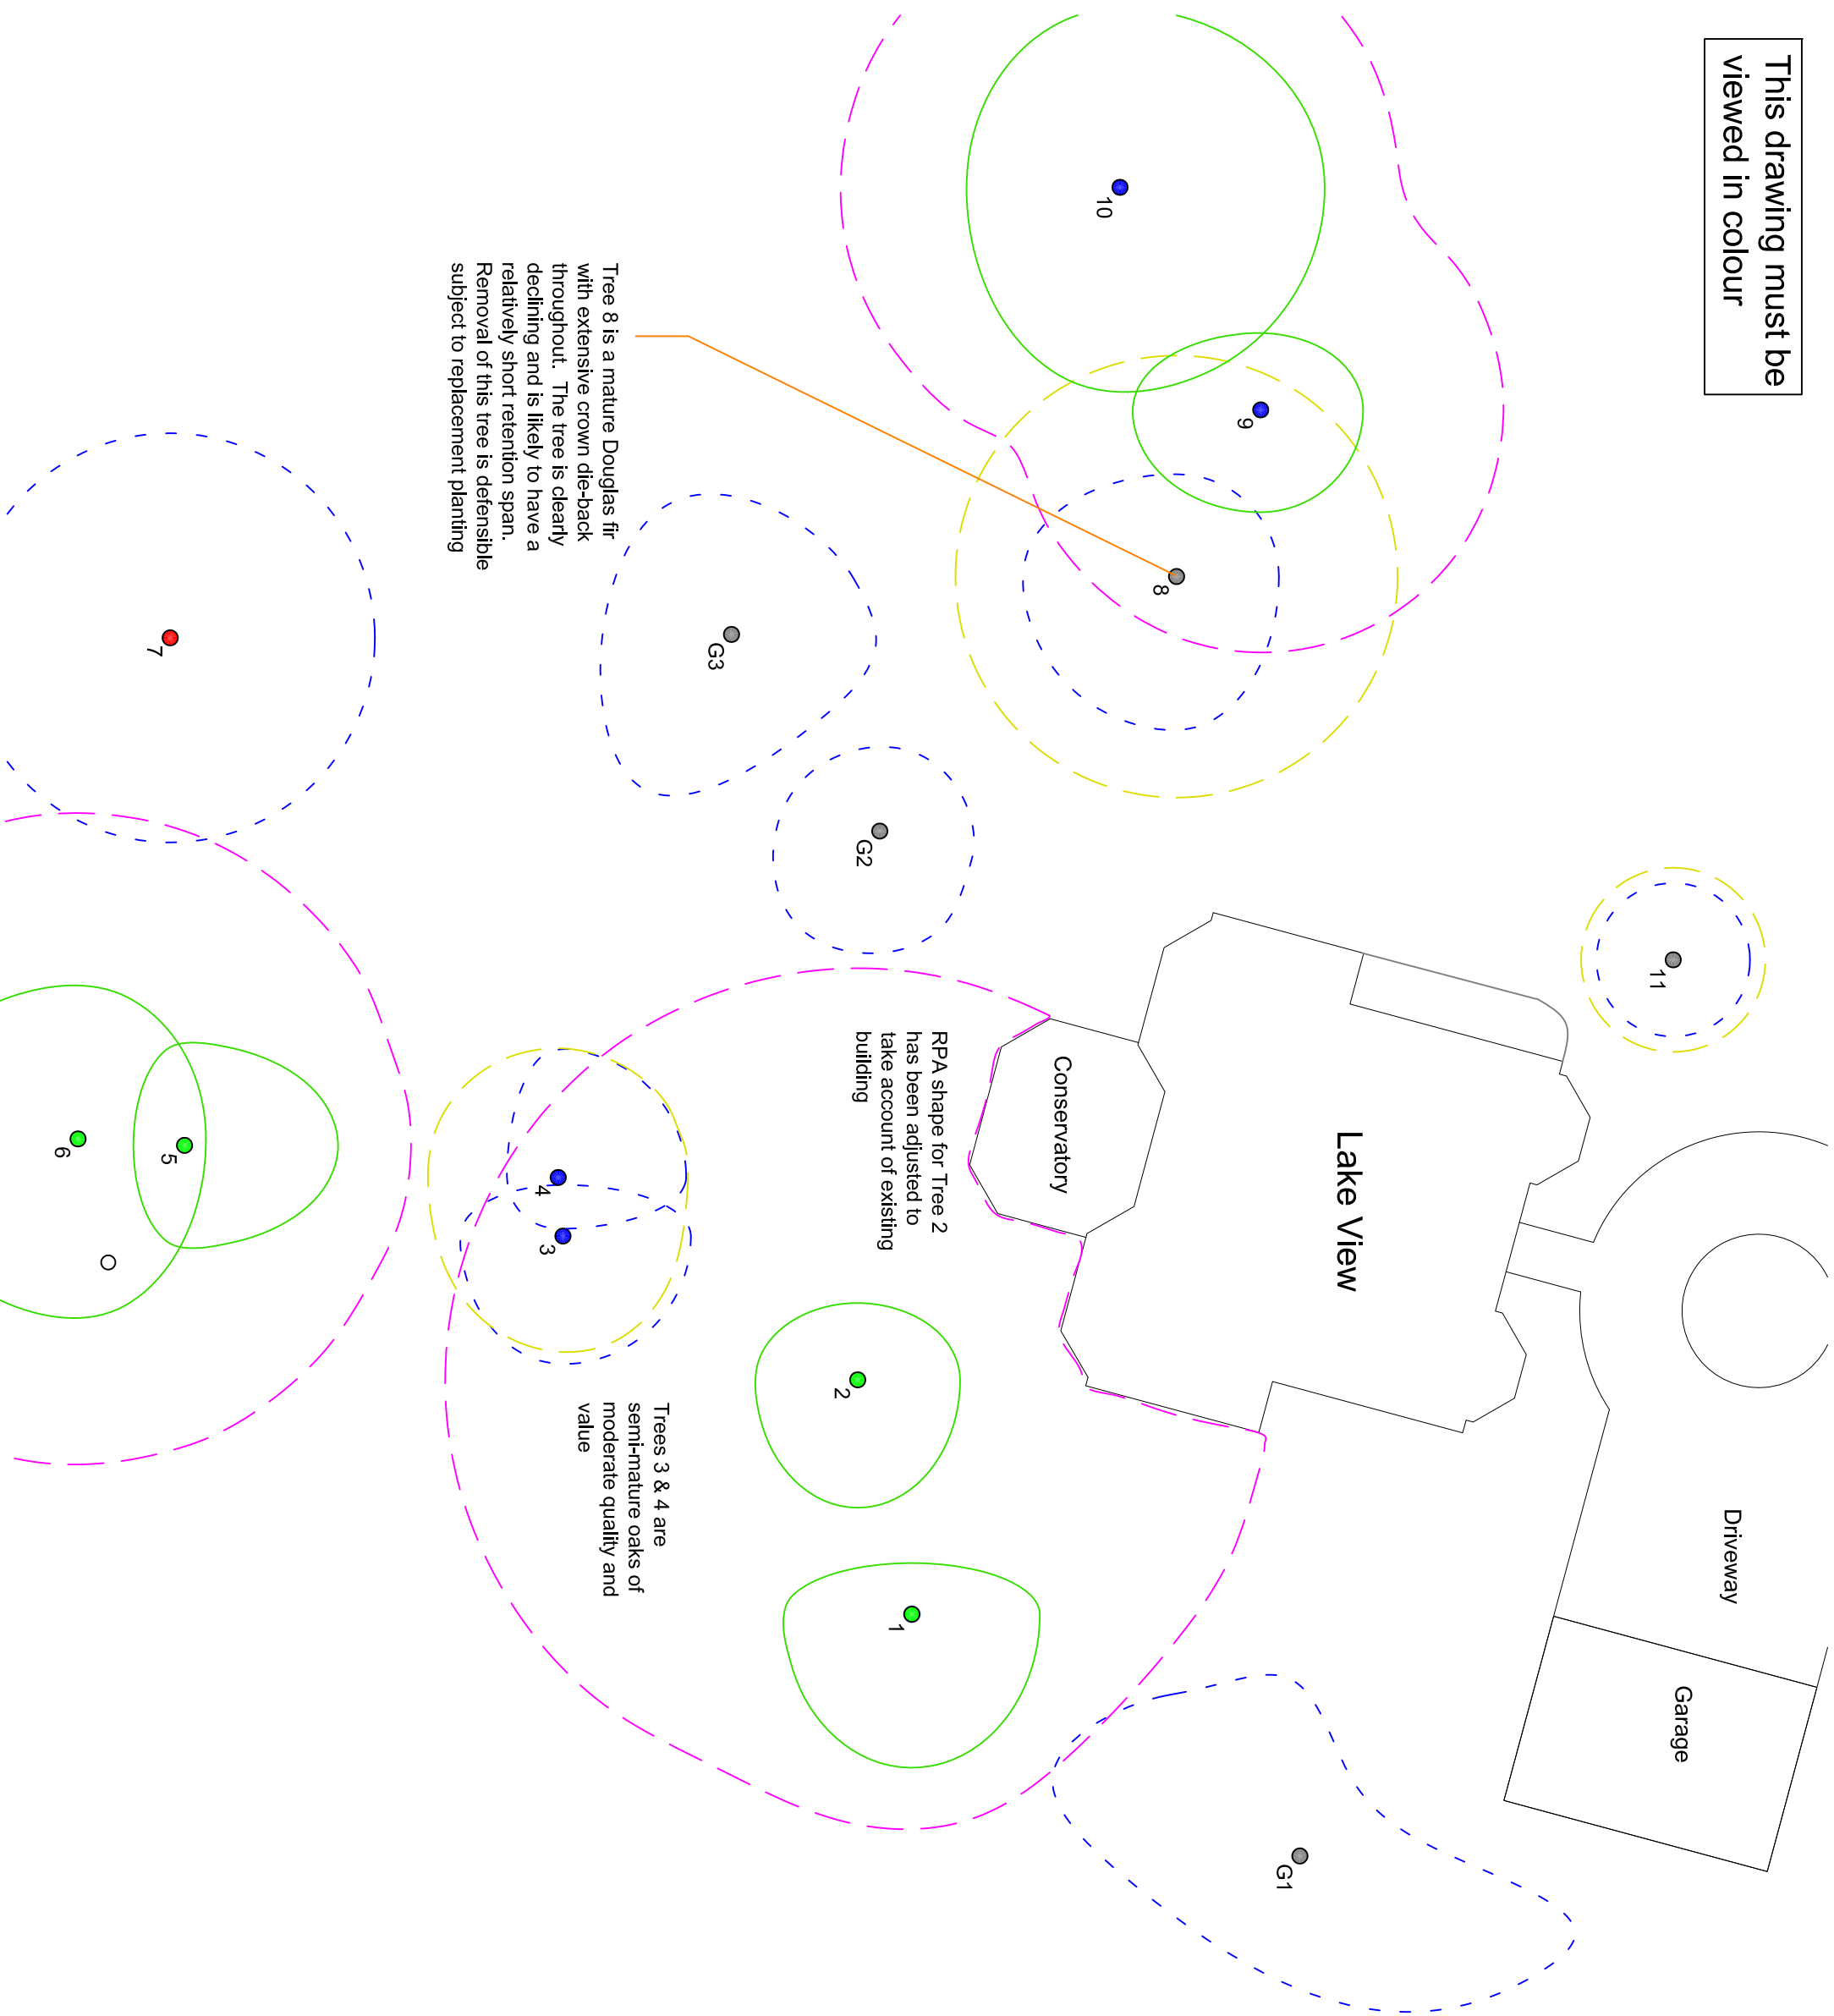 This drawing must be
viewed in colour
10
9
8
Tree 8 is a mature Douglas fir
with extensive crown die-back
throughout. The tree is clearly
declining and is likely to have a
relatively short retention span.
Removal of this tree is defensible
subject to replacement planting
G3
7
G2
11
Lake View
Conservatory
RPA shape for Tree 2
has been adjusted to
take account of existing
building
4
3
5
6
2
Trees 3 & 4 are
semi-mature oaks of
moderate quality and
value
1
Driveway
Garage
G1